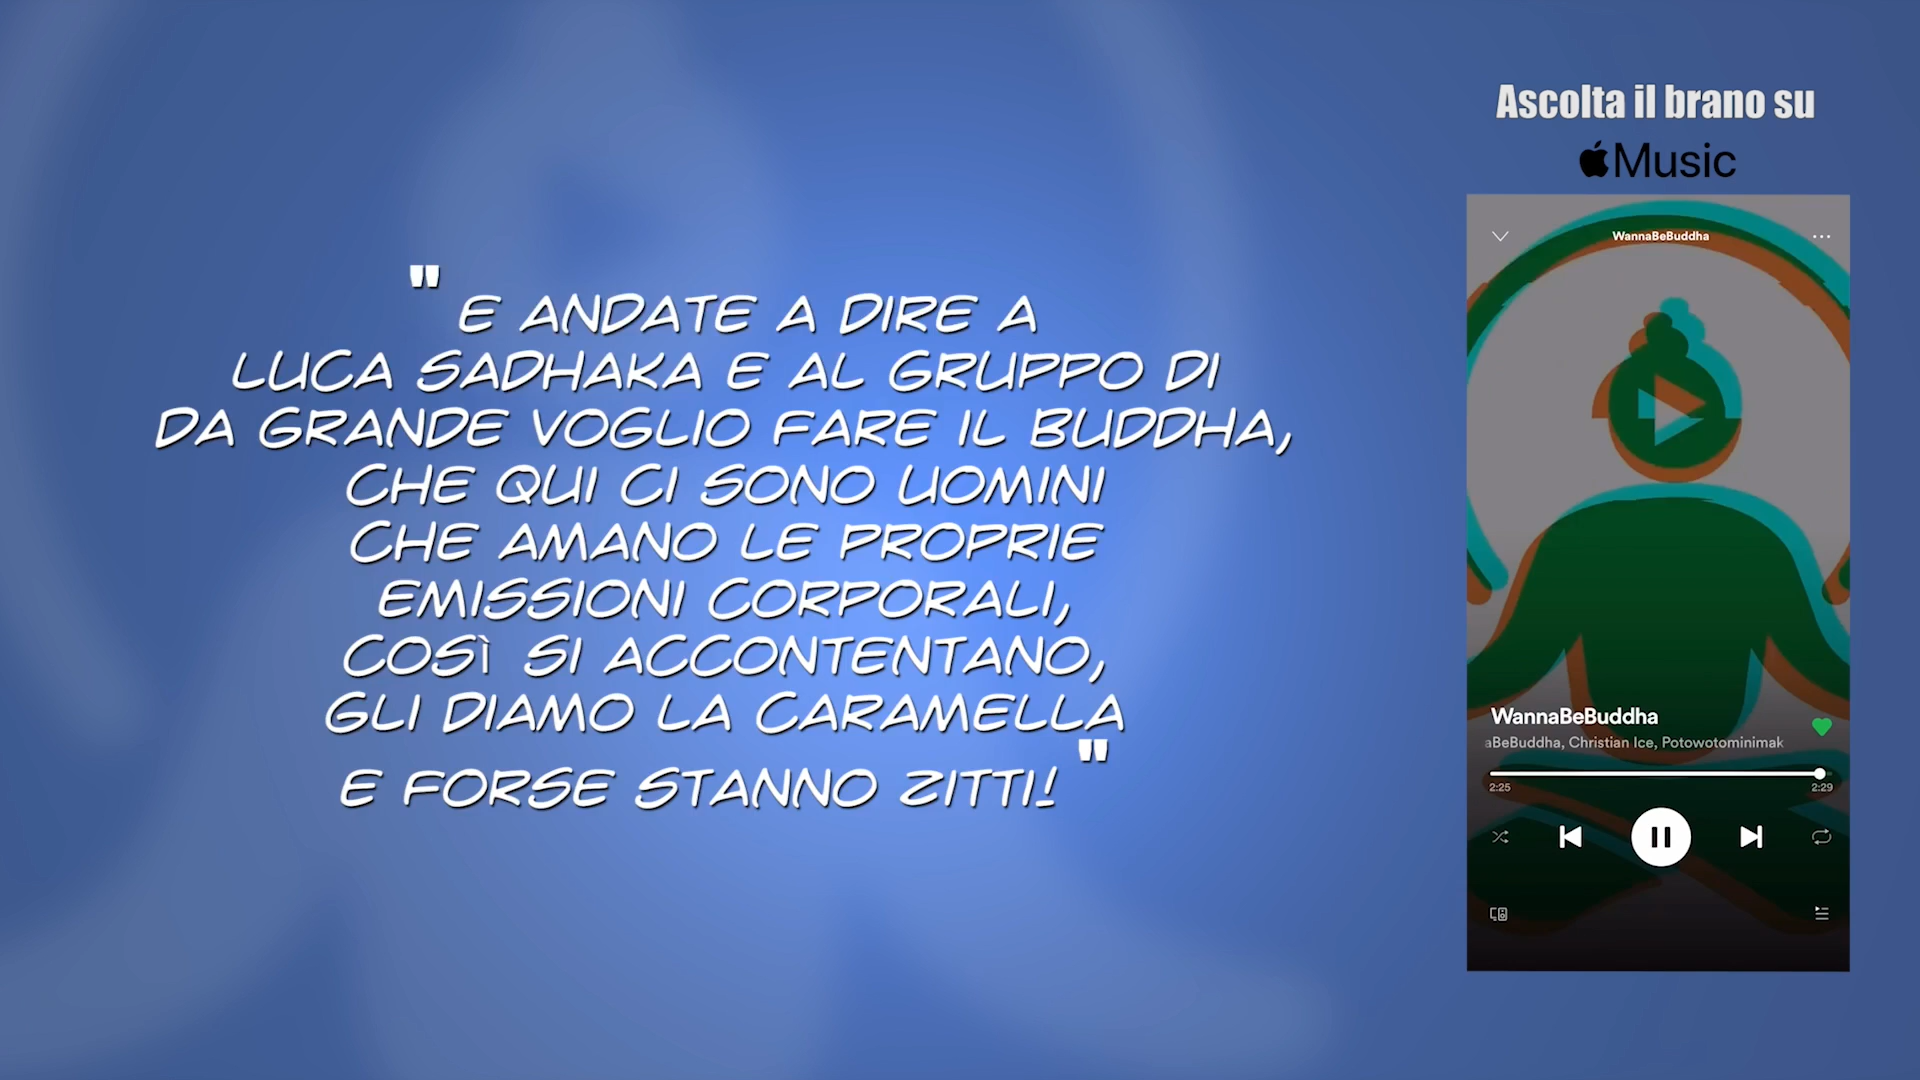 " E ANDATE A DIRE A
LUCA SADHAKA E AL GRUPPO DI
DA GRANDE VOGLIO FARE IL BUDDHA,
CHE QUI CI SONO UOMINI
CHE AMANO LE PROPRIE
EMISSIONI CORPORALI,
COSÌ SI ACCONTENTANO,
GLI DIAMO LA CARAMELLA
E FORSE STANNO ZITTI! "
Ascolta il brano su
Music
WannaBeBuddha
WannaBeBuddha
aBeBuddha, Christian Ice, Potowotominimak
2:25
2:29